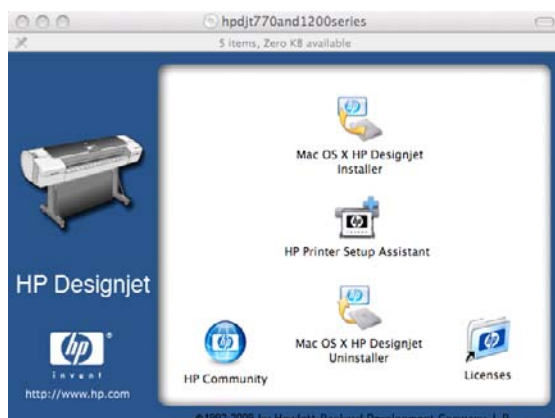 hpdjt770and1200series
5 items, Zero KB available
Mac OS X HP Designjet
Installer
HP Printer Setup Assistant
HP Designjet
hp
invent
http://www.hp.com
HP Community
Mac OS X HP Designjet
Uninstaller
Licenses